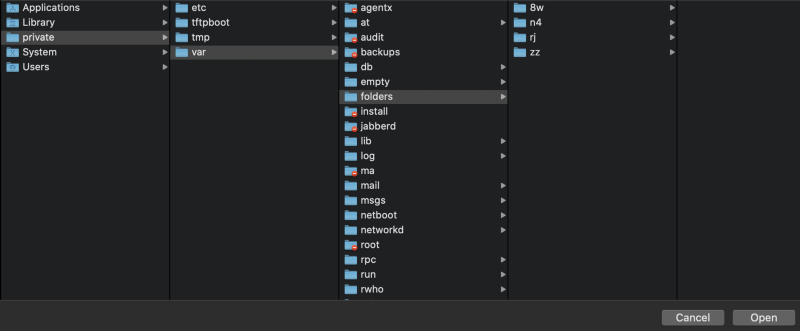 Applications
Library
private
System
Users
etc
tftpboot
tmp
var
agentx
at
audit
backups
db
empty
folders
install
jabberd
lib
log
ma
mail
msgs
netboot
networkd
root
rpc
run
rwho
8w
n4
rj
zz
Cancel
Open